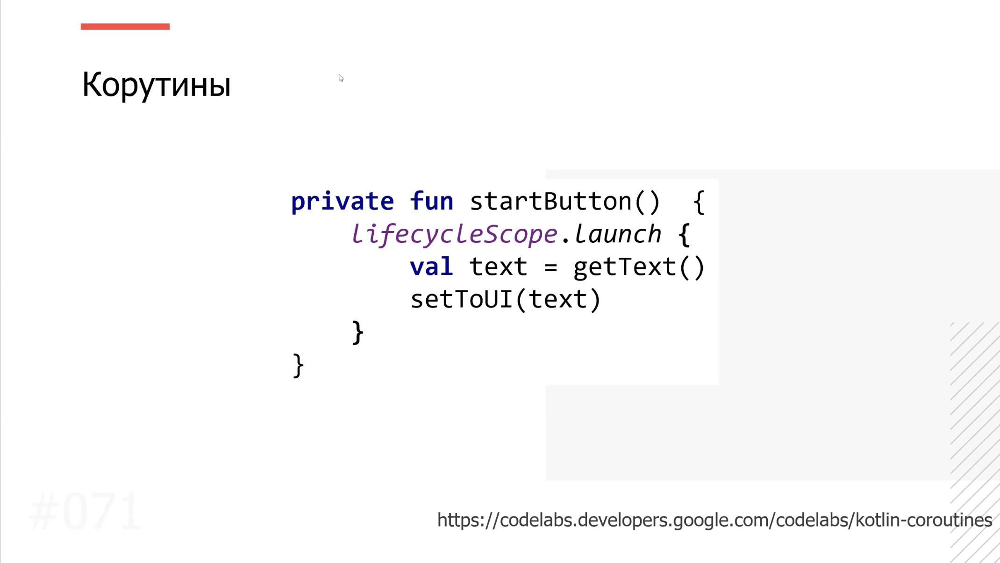 Корутины
private fun startButton()  {
    lifecycleScope.launch {
        val text = getText()
        setToUI(text)
    }
}
#071
https://codelabs.developers.google.com/codelabs/kotlin-coroutines